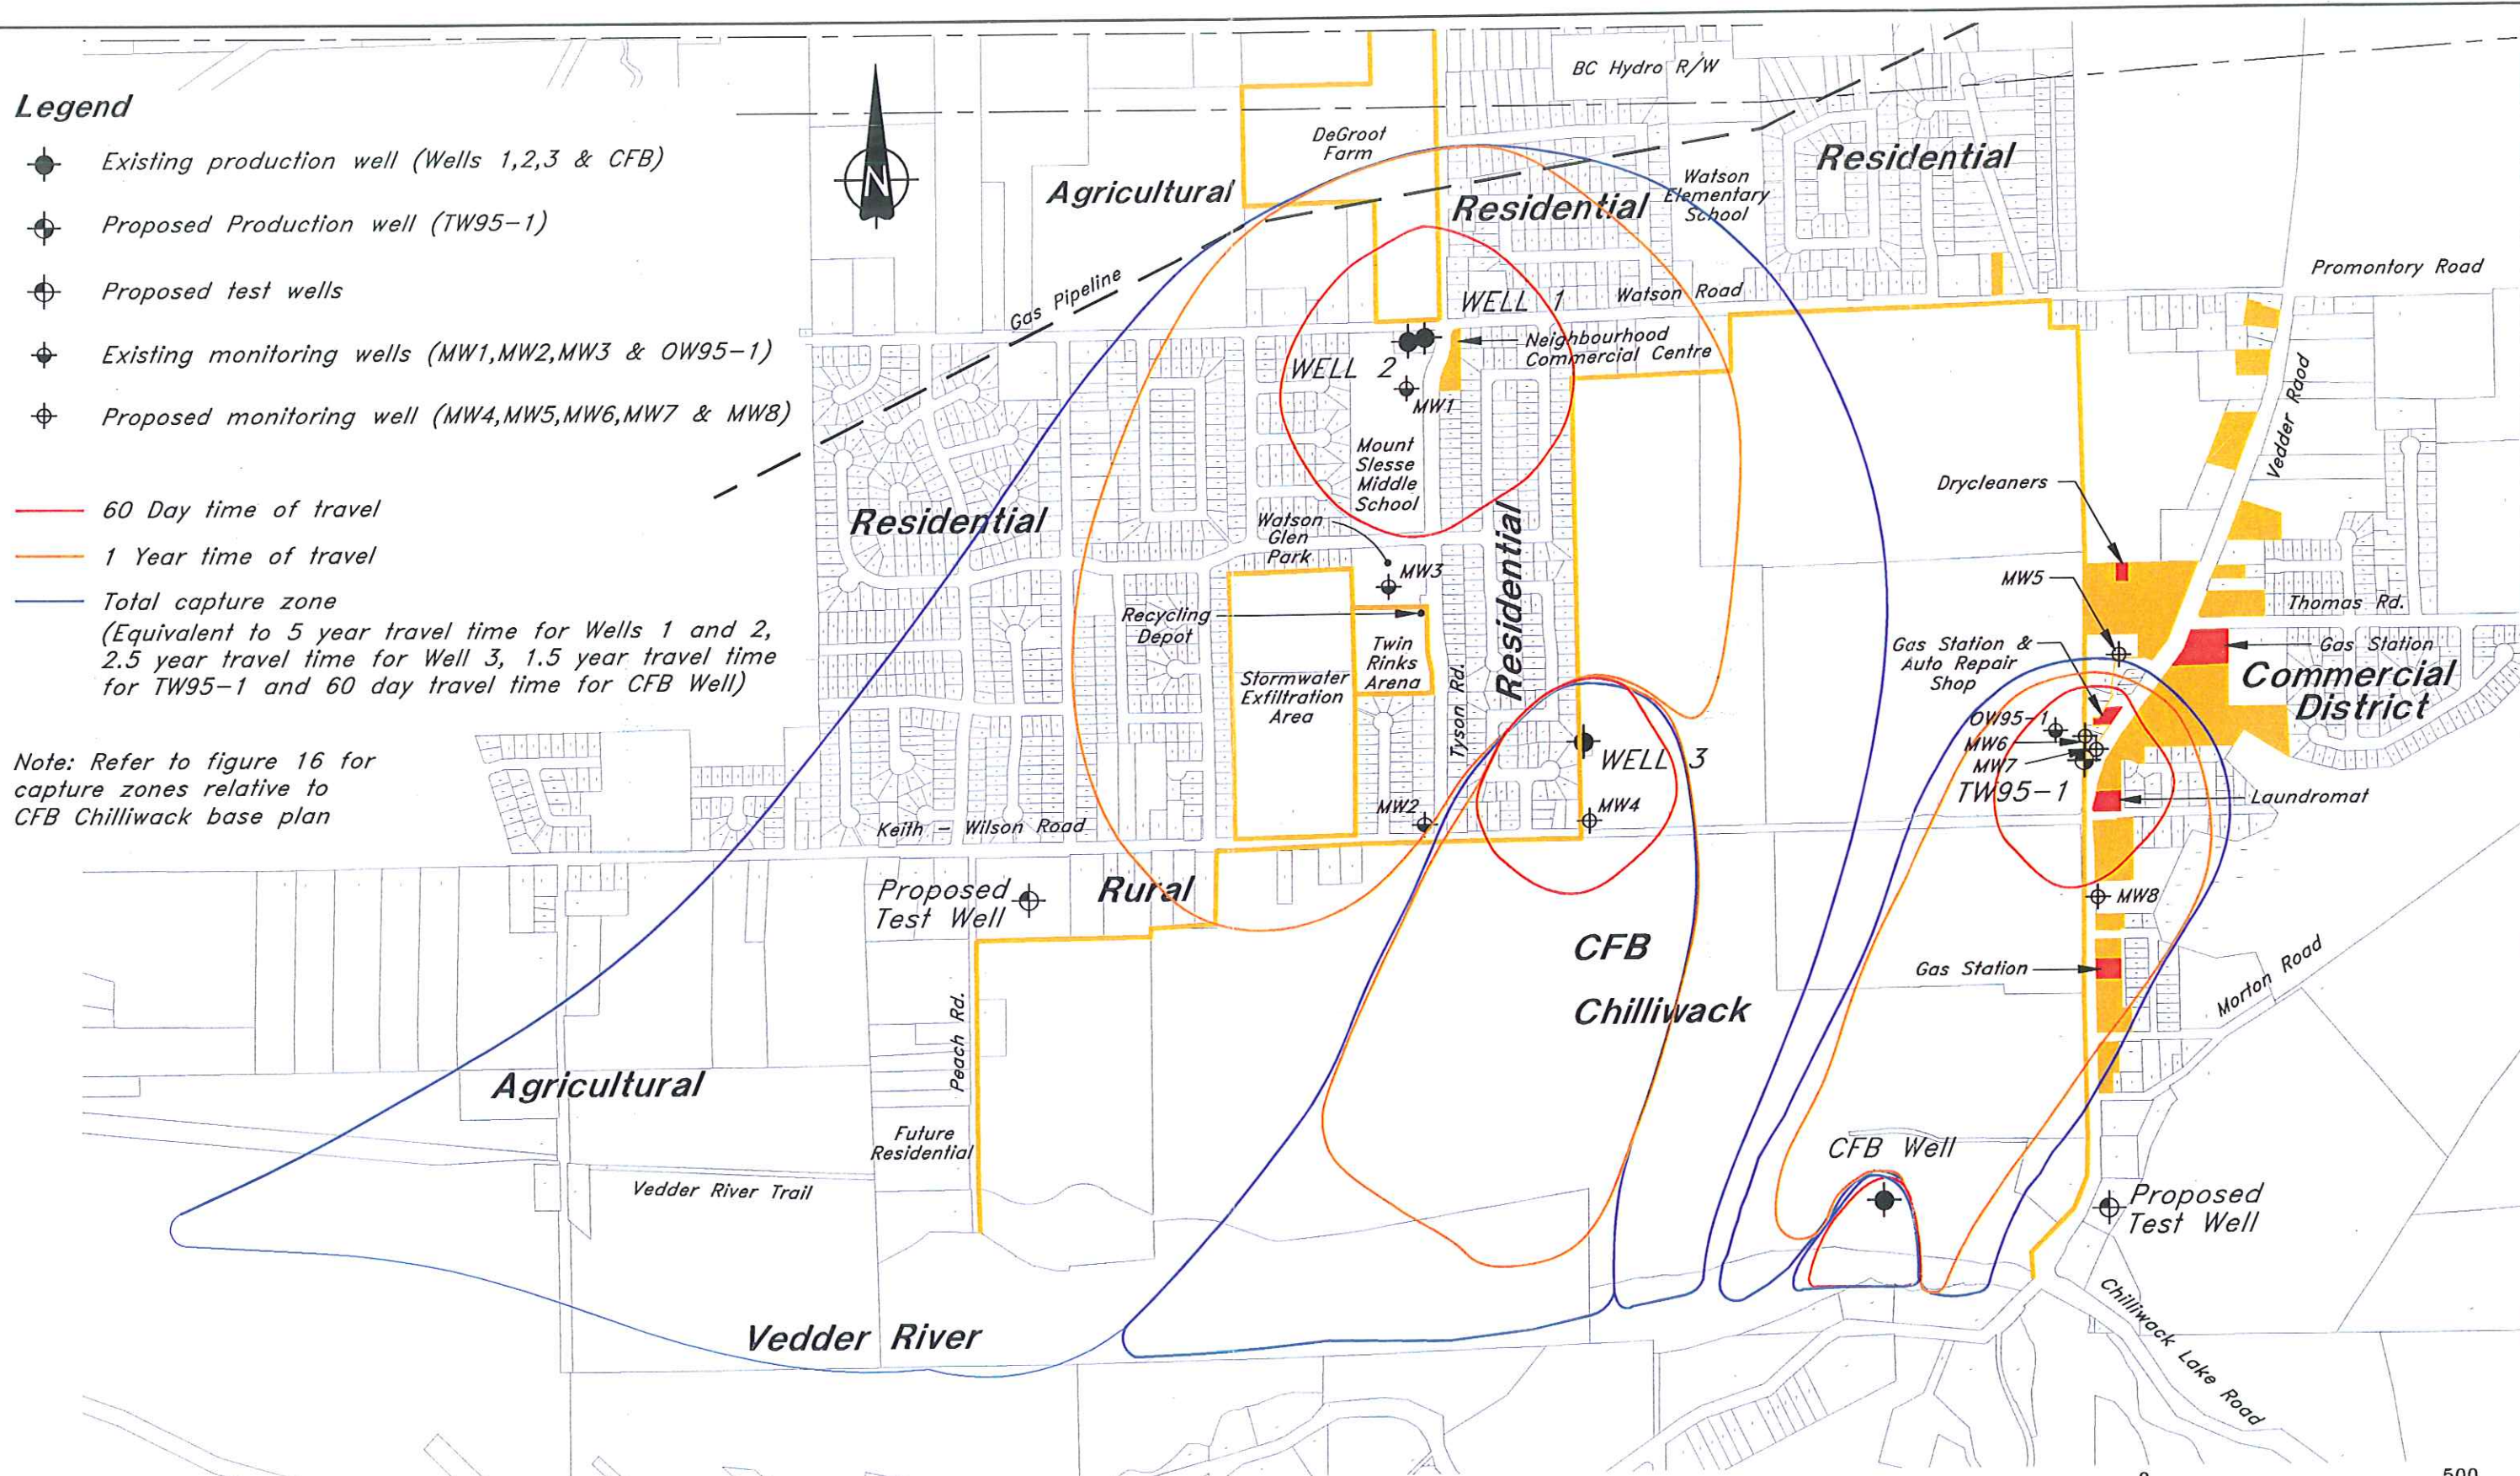 Legend
Existing production well (Wells 1,2,3 & CFB)
Proposed Production well (TW95-1)
Proposed test wells
Existing monitoring wells (MW1,MW2,MW3 & OW95-1)
Proposed monitoring well (MW4,MW5,MW6,MW7 & MW8)
60 Day time of travel
1 Year time of travel
Total capture zone
(Equivalent to 5 year travel time for Wells 1 and 2,
2.5 year travel time for Well 3, 1.5 year travel time
for TW95-1 and 60 day travel time for CFB Well)
Note: Refer to figure 16 for
capture zones relative to
CFB Chilliwack base plan
N
BC Hydro R/W
DeGroot
Farm
Agricultural
Residential
Watson
Elementary
School
Residential
Gas Pipeline
WELL 1
Watson Road
Promontory Road
Neighbourhood
Commercial Centre
WELL 2
MW1
Mount
Slesse
Middle
School
Vedder Raod
Drycleaners
Residential
Watson
Glen
Park
MW3
Residential
MW5
Thomas Rd.
Recycling
Depot
Twin
Rinks
Arena
Stormwater
Exfiltration
Area
Tyson Rd.
Gas Station &
Auto Repair
Shop
Gas Station
Commercial
District
OW95-1
MW6
MW7
TW95-1
WELL 3
Laundromat
MW2
MW4
Keith - Wilson Road
Proposed
Test Well
Rural
MW8
CFB
Chilliwack
Gas Station
Morton Road
Peach Rd.
Agricultural
Future
Residential
CFB Well
Vedder River Trail
Proposed
Test Well
Vedder River
Chilliwack Lake Road
0
500